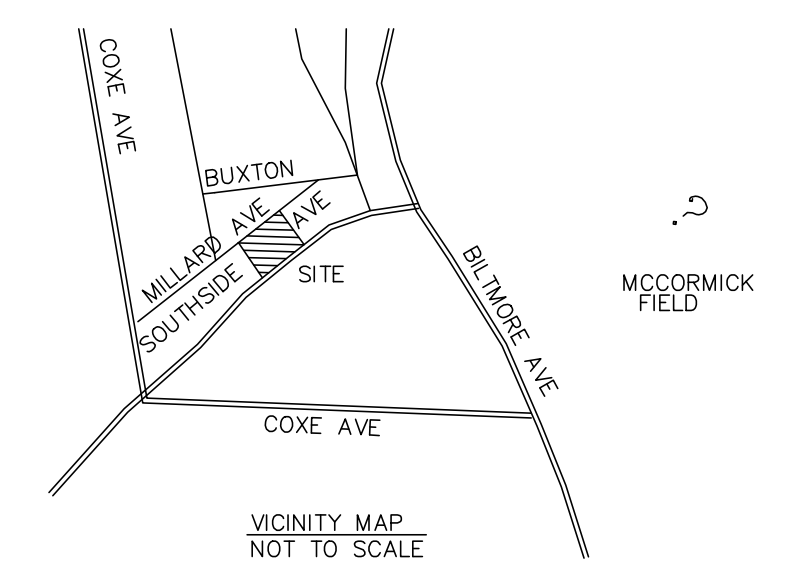 COXE AVE
BUXTON
MILLARD AVE
SOUTHSIDE AVE
SITE
BILTMORE AVE
MCCORMICK
FIELD
COXE AVE
VICINITY MAP
NOT TO SCALE